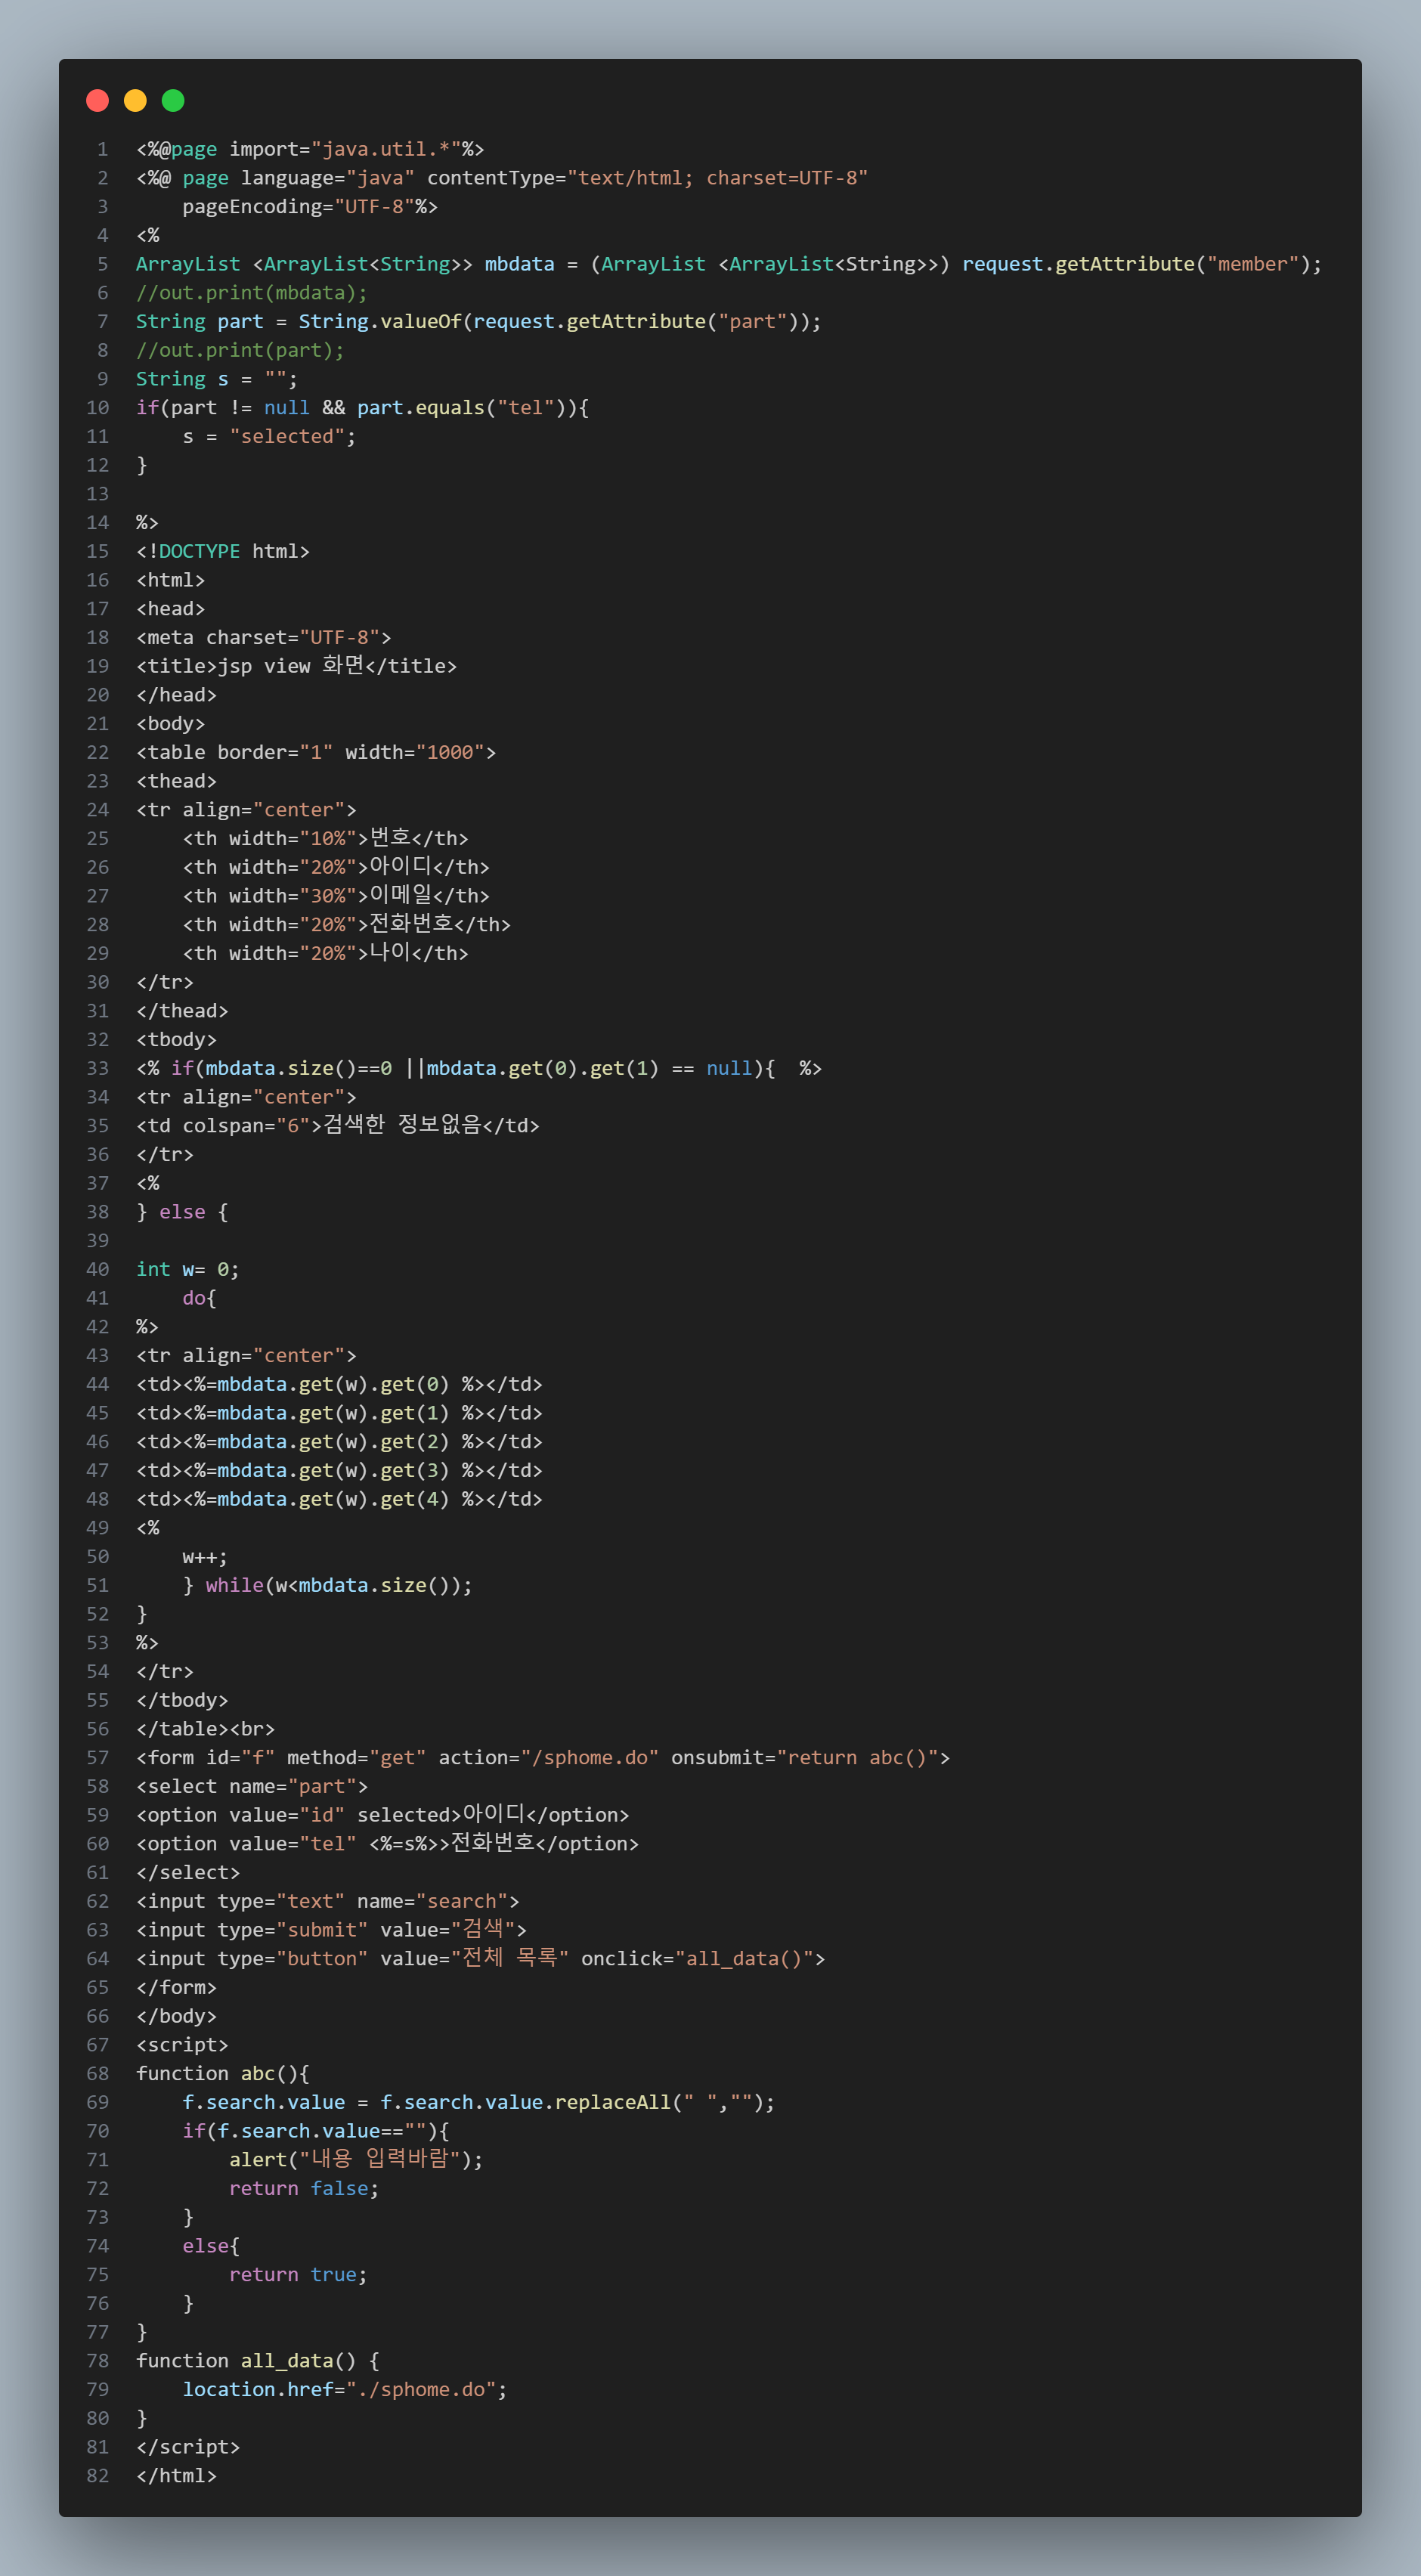 1 <%@page import="java.util.*"%>
2 <%@ page language="java" contentType="text/html; charset=UTF-8"
3     pageEncoding="UTF-8"%>
4 <%
5 ArrayList <ArrayList<String>> mbdata = (ArrayList <ArrayList<String>>) request.getAttribute("member");
6 //out.print(mbdata);
7 String part = String.valueOf(request.getAttribute("part"));
8 //out.print(part);
9 String s = "";
10 if(part != null && part.equals("tel")){
11     s = "selected";
12 }
13
14 %>
15 <!DOCTYPE html>
16 <html>
17 <head>
18 <meta charset="UTF-8">
19 <title>jsp view 화면</title>
20 </head>
21 <body>
22 <table border="1" width="1000">
23 <thead>
24 <tr align="center">
25     <th width="10%">번호</th>
26     <th width="20%">아이디</th>
27     <th width="30%">이메일</th>
28     <th width="20%">전화번호</th>
29     <th width="20%">나이</th>
30 </tr>
31 </thead>
32 <tbody>
33 <% if(mbdata.size()==0 ||mbdata.get(0).get(1) == null){  %>
34 <tr align="center">
35 <td colspan="6">검색한 정보없음</td>
36 </tr>
37 <%
38 } else {
39
40 int w= 0;
41     do{
42 %>
43 <tr align="center">
44 <td><%=mbdata.get(w).get(0) %></td>
45 <td><%=mbdata.get(w).get(1) %></td>
46 <td><%=mbdata.get(w).get(2) %></td>
47 <td><%=mbdata.get(w).get(3) %></td>
48 <td><%=mbdata.get(w).get(4) %></td>
49 <%
50     w++;
51     } while(w<mbdata.size());
52 }
53 %>
54 </tr>
55 </tbody>
56 </table><br>
57 <form id="f" method="get" action="/sphome.do" onsubmit="return abc()">
58 <select name="part">
59 <option value="id" selected>아이디</option>
60 <option value="tel" <%=s%>>전화번호</option>
61 </select>
62 <input type="text" name="search">
63 <input type="submit" value="검색">
64 <input type="button" value="전체 목록" onclick="all_data()">
65 </form>
66 </body>
67 <script>
68 function abc(){
69     f.search.value = f.search.value.replaceAll(" ","");
70     if(f.search.value==""){
71         alert("내용 입력바람");
72         return false;
73     }
74     else{
75         return true;
76     }
77 }
78 function all_data() {
79     location.href="./sphome.do";
80 }
81 </script>
82 </html>